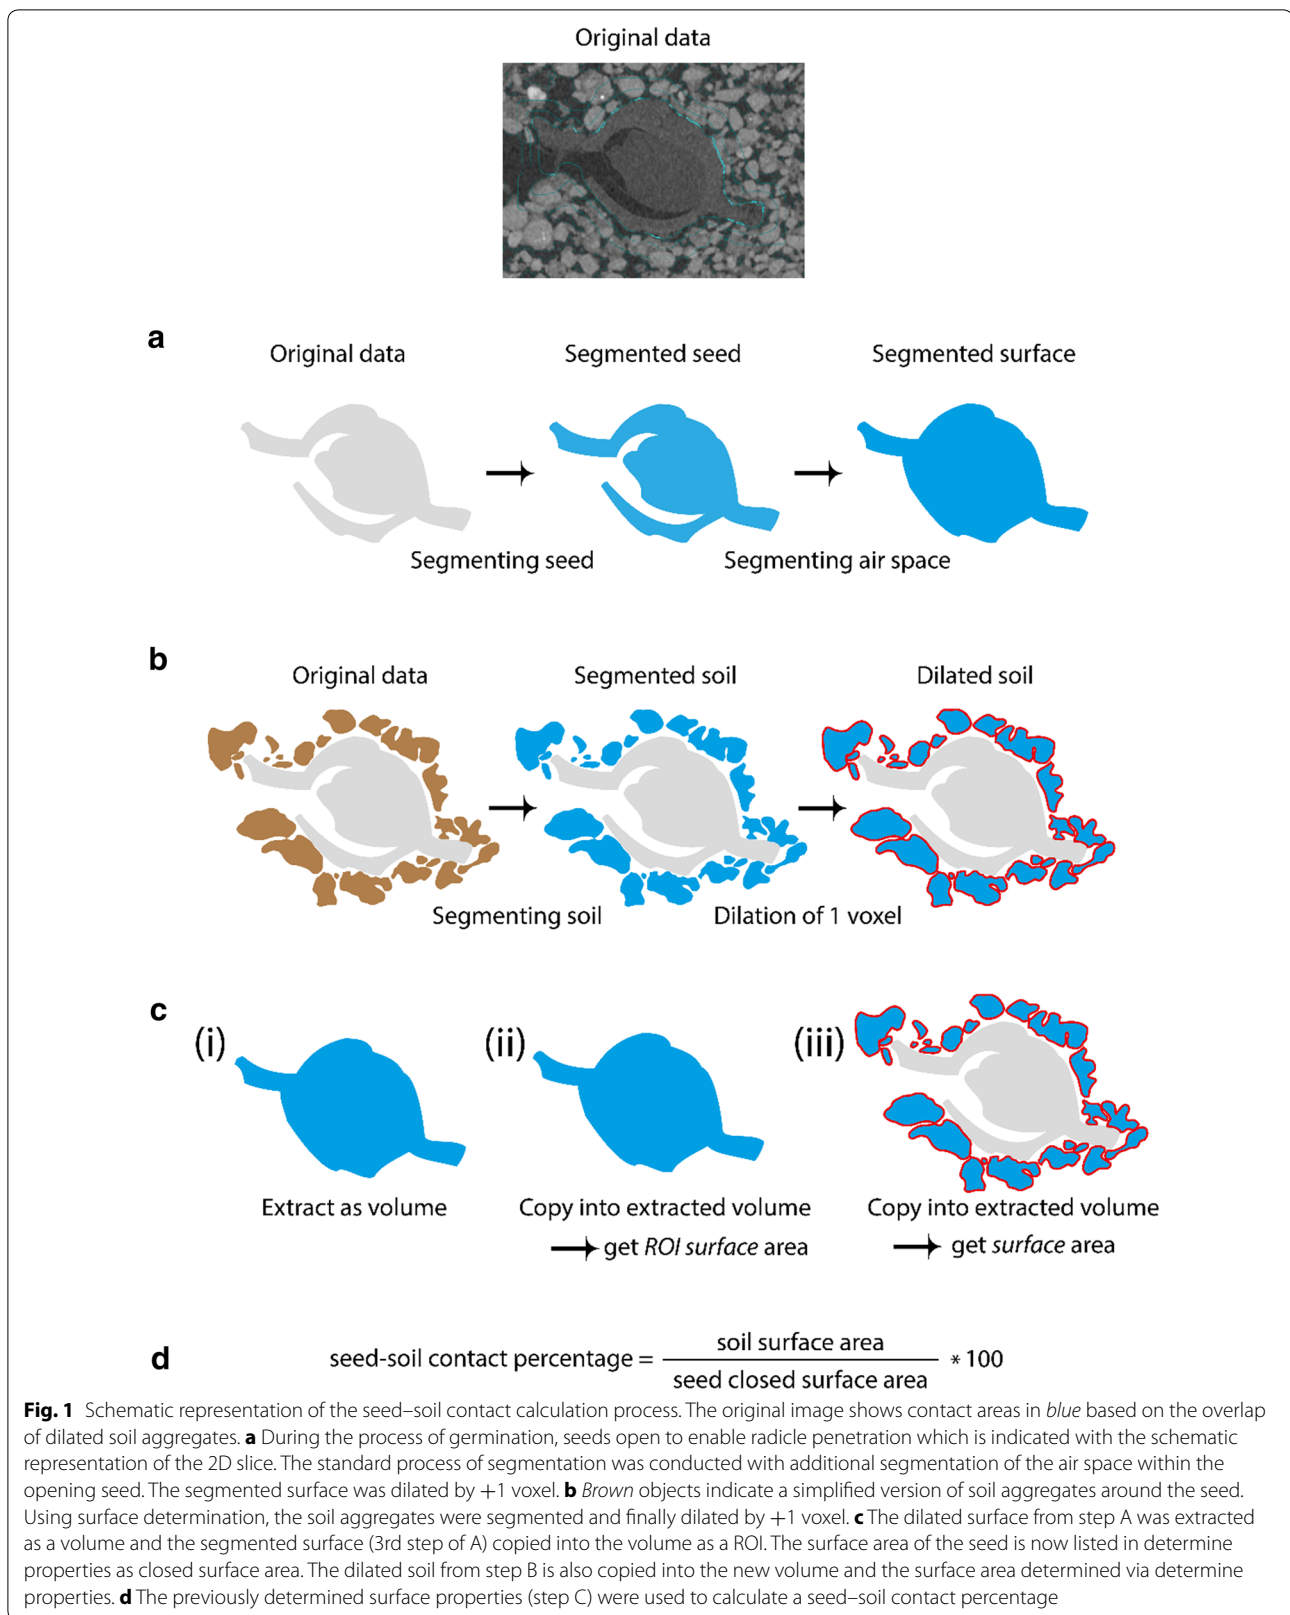 Original data
a
Original data
Segmented seed
Segmented surface
Segmenting seed
Segmenting air space
b
Original data
Segmented soil
Dilated soil
Segmenting soil
Dilation of 1 voxel
c
(i)
(ii)
(iii)
Extract as volume
Copy into extracted volume
→ get ROI surface area
Copy into extracted volume
→ get surface area
d
seed-soil contact percentage = soil surface area / seed closed surface area * 100
Fig. 1 Schematic representation of the seed–soil contact calculation process. The original image shows contact areas in blue based on the overlap
of dilated soil aggregates. a During the process of germination, seeds open to enable radicle penetration which is indicated with the schematic
representation of the 2D slice. The standard process of segmentation was conducted with additional segmentation of the air space within the
opening seed. The segmented surface was dilated by +1 voxel. b Brown objects indicate a simplified version of soil aggregates around the seed.
Using surface determination, the soil aggregates were segmented and finally dilated by +1 voxel. c The dilated surface from step A was extracted
as a volume and the segmented surface (3rd step of A) copied into the volume as a ROI. The surface area of the seed is now listed in determine
properties as closed surface area. The dilated soil from step B is also copied into the new volume and the surface area determined via determine
properties. d The previously determined surface properties (step C) were used to calculate a seed–soil contact percentage